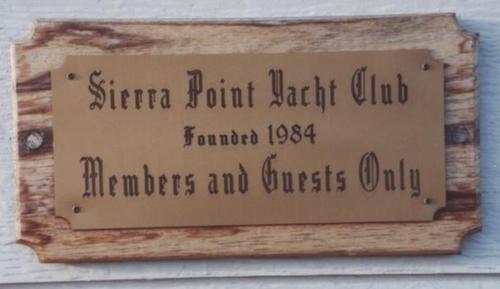 Sierra Point Yacht Club
Founded 1984
Members and Guests Only